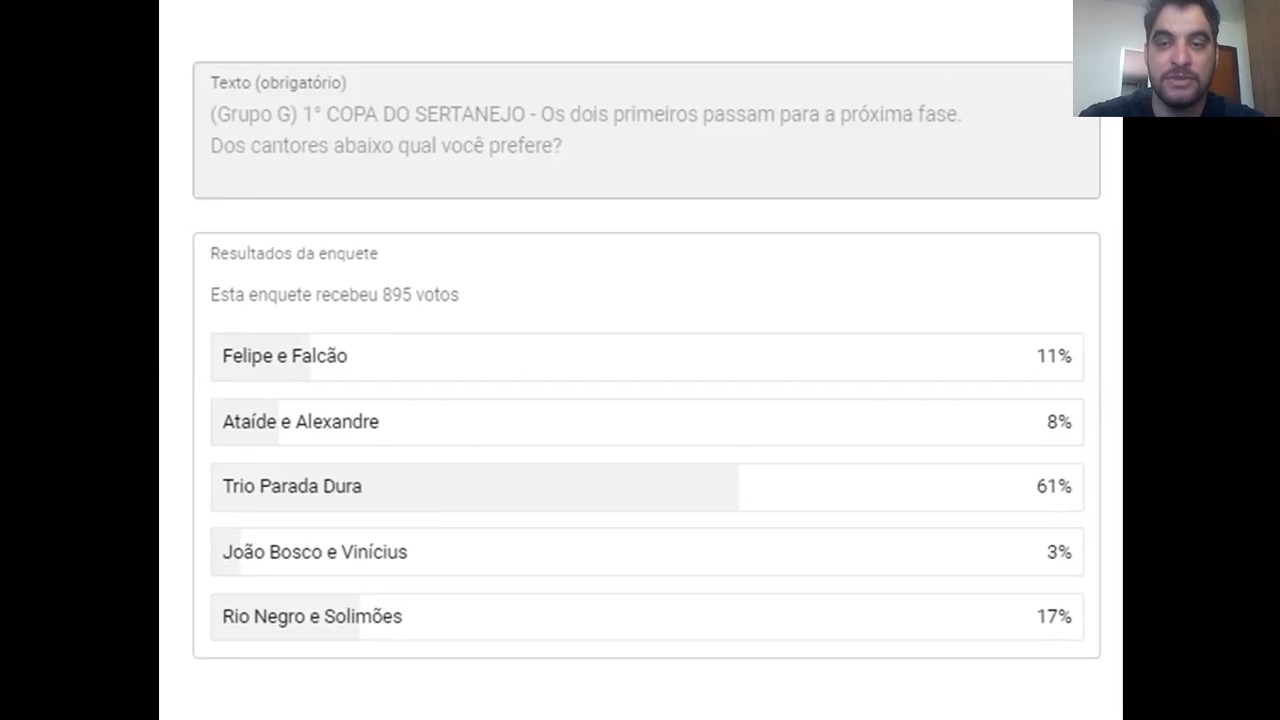 Texto (obrigatório)
(Grupo G) 1° COPA DO SERTANEJO - Os dois primeiros passam para a próxima fase.
Dos cantores abaixo qual você prefere?
Resultados da enquete
Esta enquete recebeu 895 votos
Felipe e Falcão 11%
Ataíde e Alexandre 8%
Trio Parada Dura 61%
João Bosco e Vinícius 3%
Rio Negro e Solimões 17%